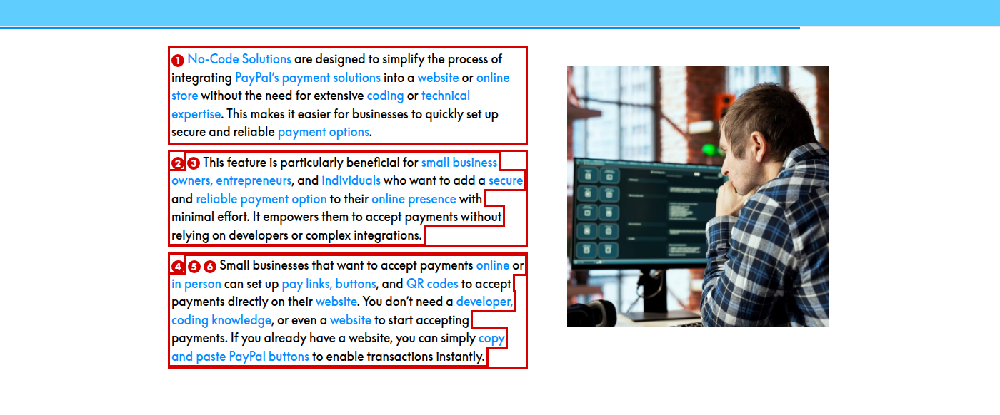 1 No-Code Solutions are designed to simplify the process of
integrating PayPal’s payment solutions into a website or online
store without the need for extensive coding or technical
expertise. This makes it easier for businesses to quickly set up
secure and reliable payment options.
2 3 This feature is particularly beneficial for small business
owners, entrepreneurs, and individuals who want to add a secure
and reliable payment option to their online presence with
minimal effort. It empowers them to accept payments without
relying on developers or complex integrations.
4 5 6 Small businesses that want to accept payments online or
in person can set up pay links, buttons, and QR codes to accept
payments directly on their website. You don’t need a developer,
coding knowledge, or even a website to start accepting
payments. If you already have a website, you can simply copy
and paste PayPal buttons to enable transactions instantly.